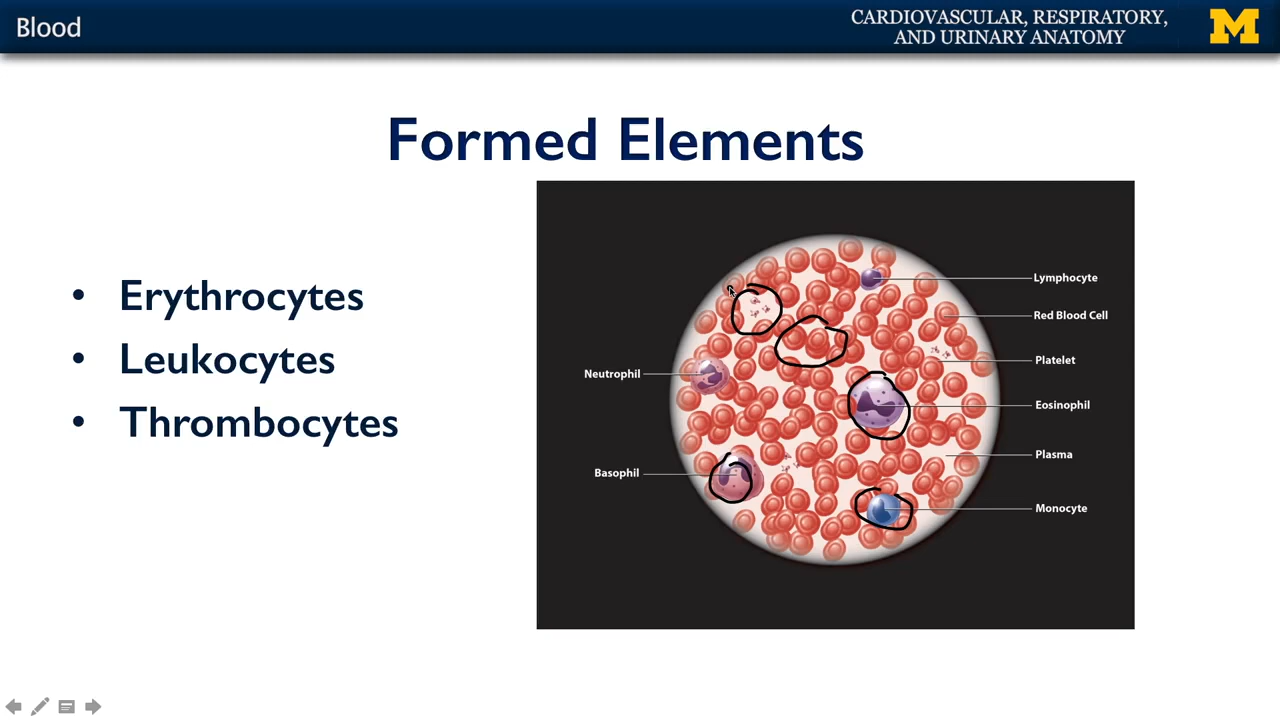 Blood
CARDIOVASCULAR, RESPIRATORY,
AND URINARY ANATOMY
M
Formed Elements
• Erythrocytes
• Leukocytes
• Thrombocytes
Neutrophil
Basophil
Lymphocyte
Red Blood Cell
Platelet
Eosinophil
Plasma
Monocyte